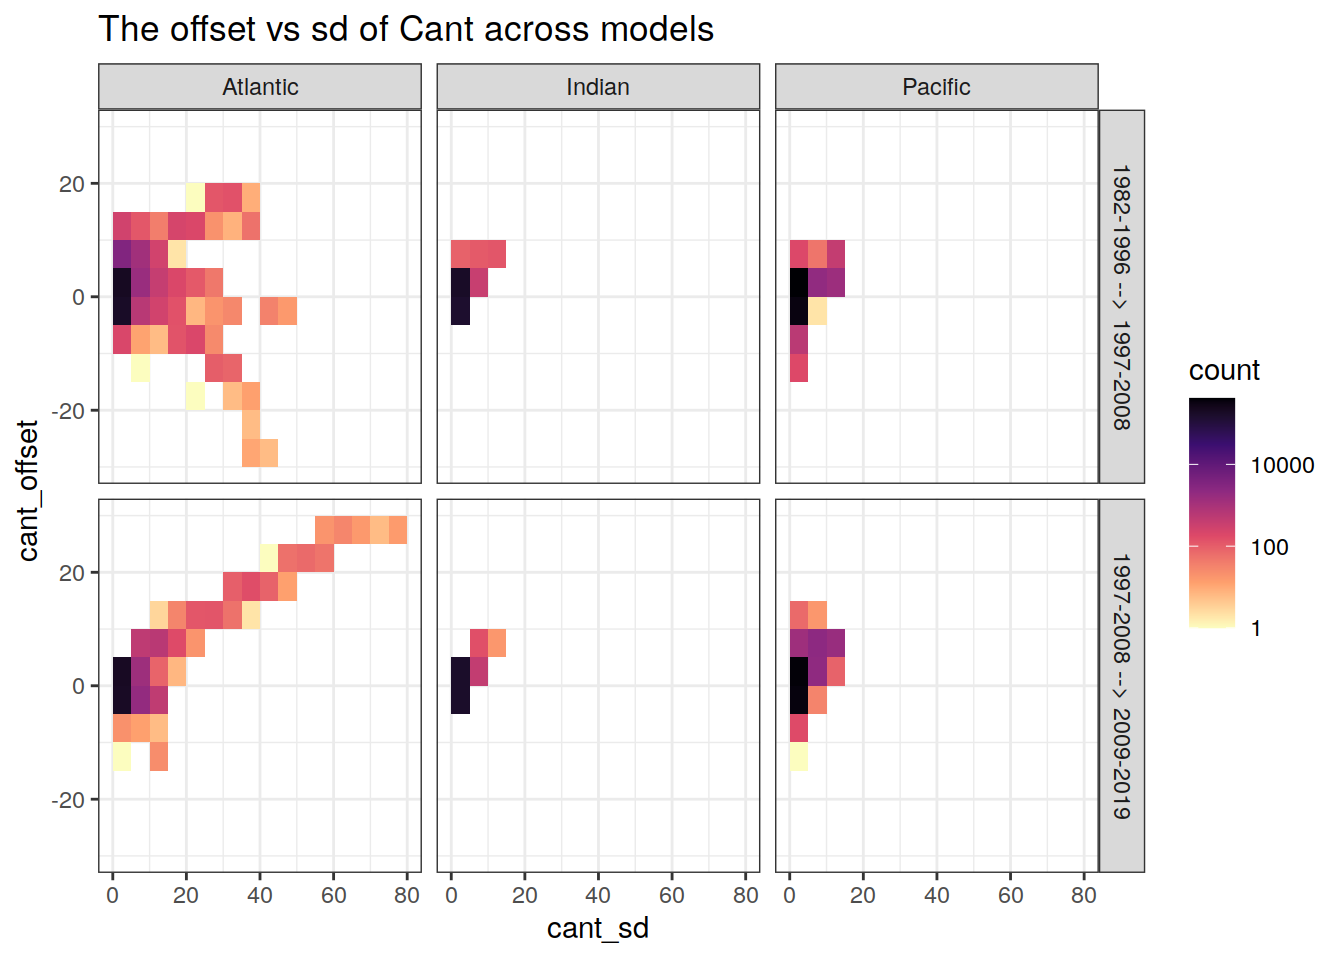 The offset vs sd of Cant across models
Atlantic
Indian
Pacific
20
0
-20
1982-1996 --> 1997-2008
20
0
-20
1997-2008 --> 2009-2019
0 20 40 60 80
0 20 40 60 80
0 20 40 60 80
cant_sd
cant_offset
count
10000
100
1